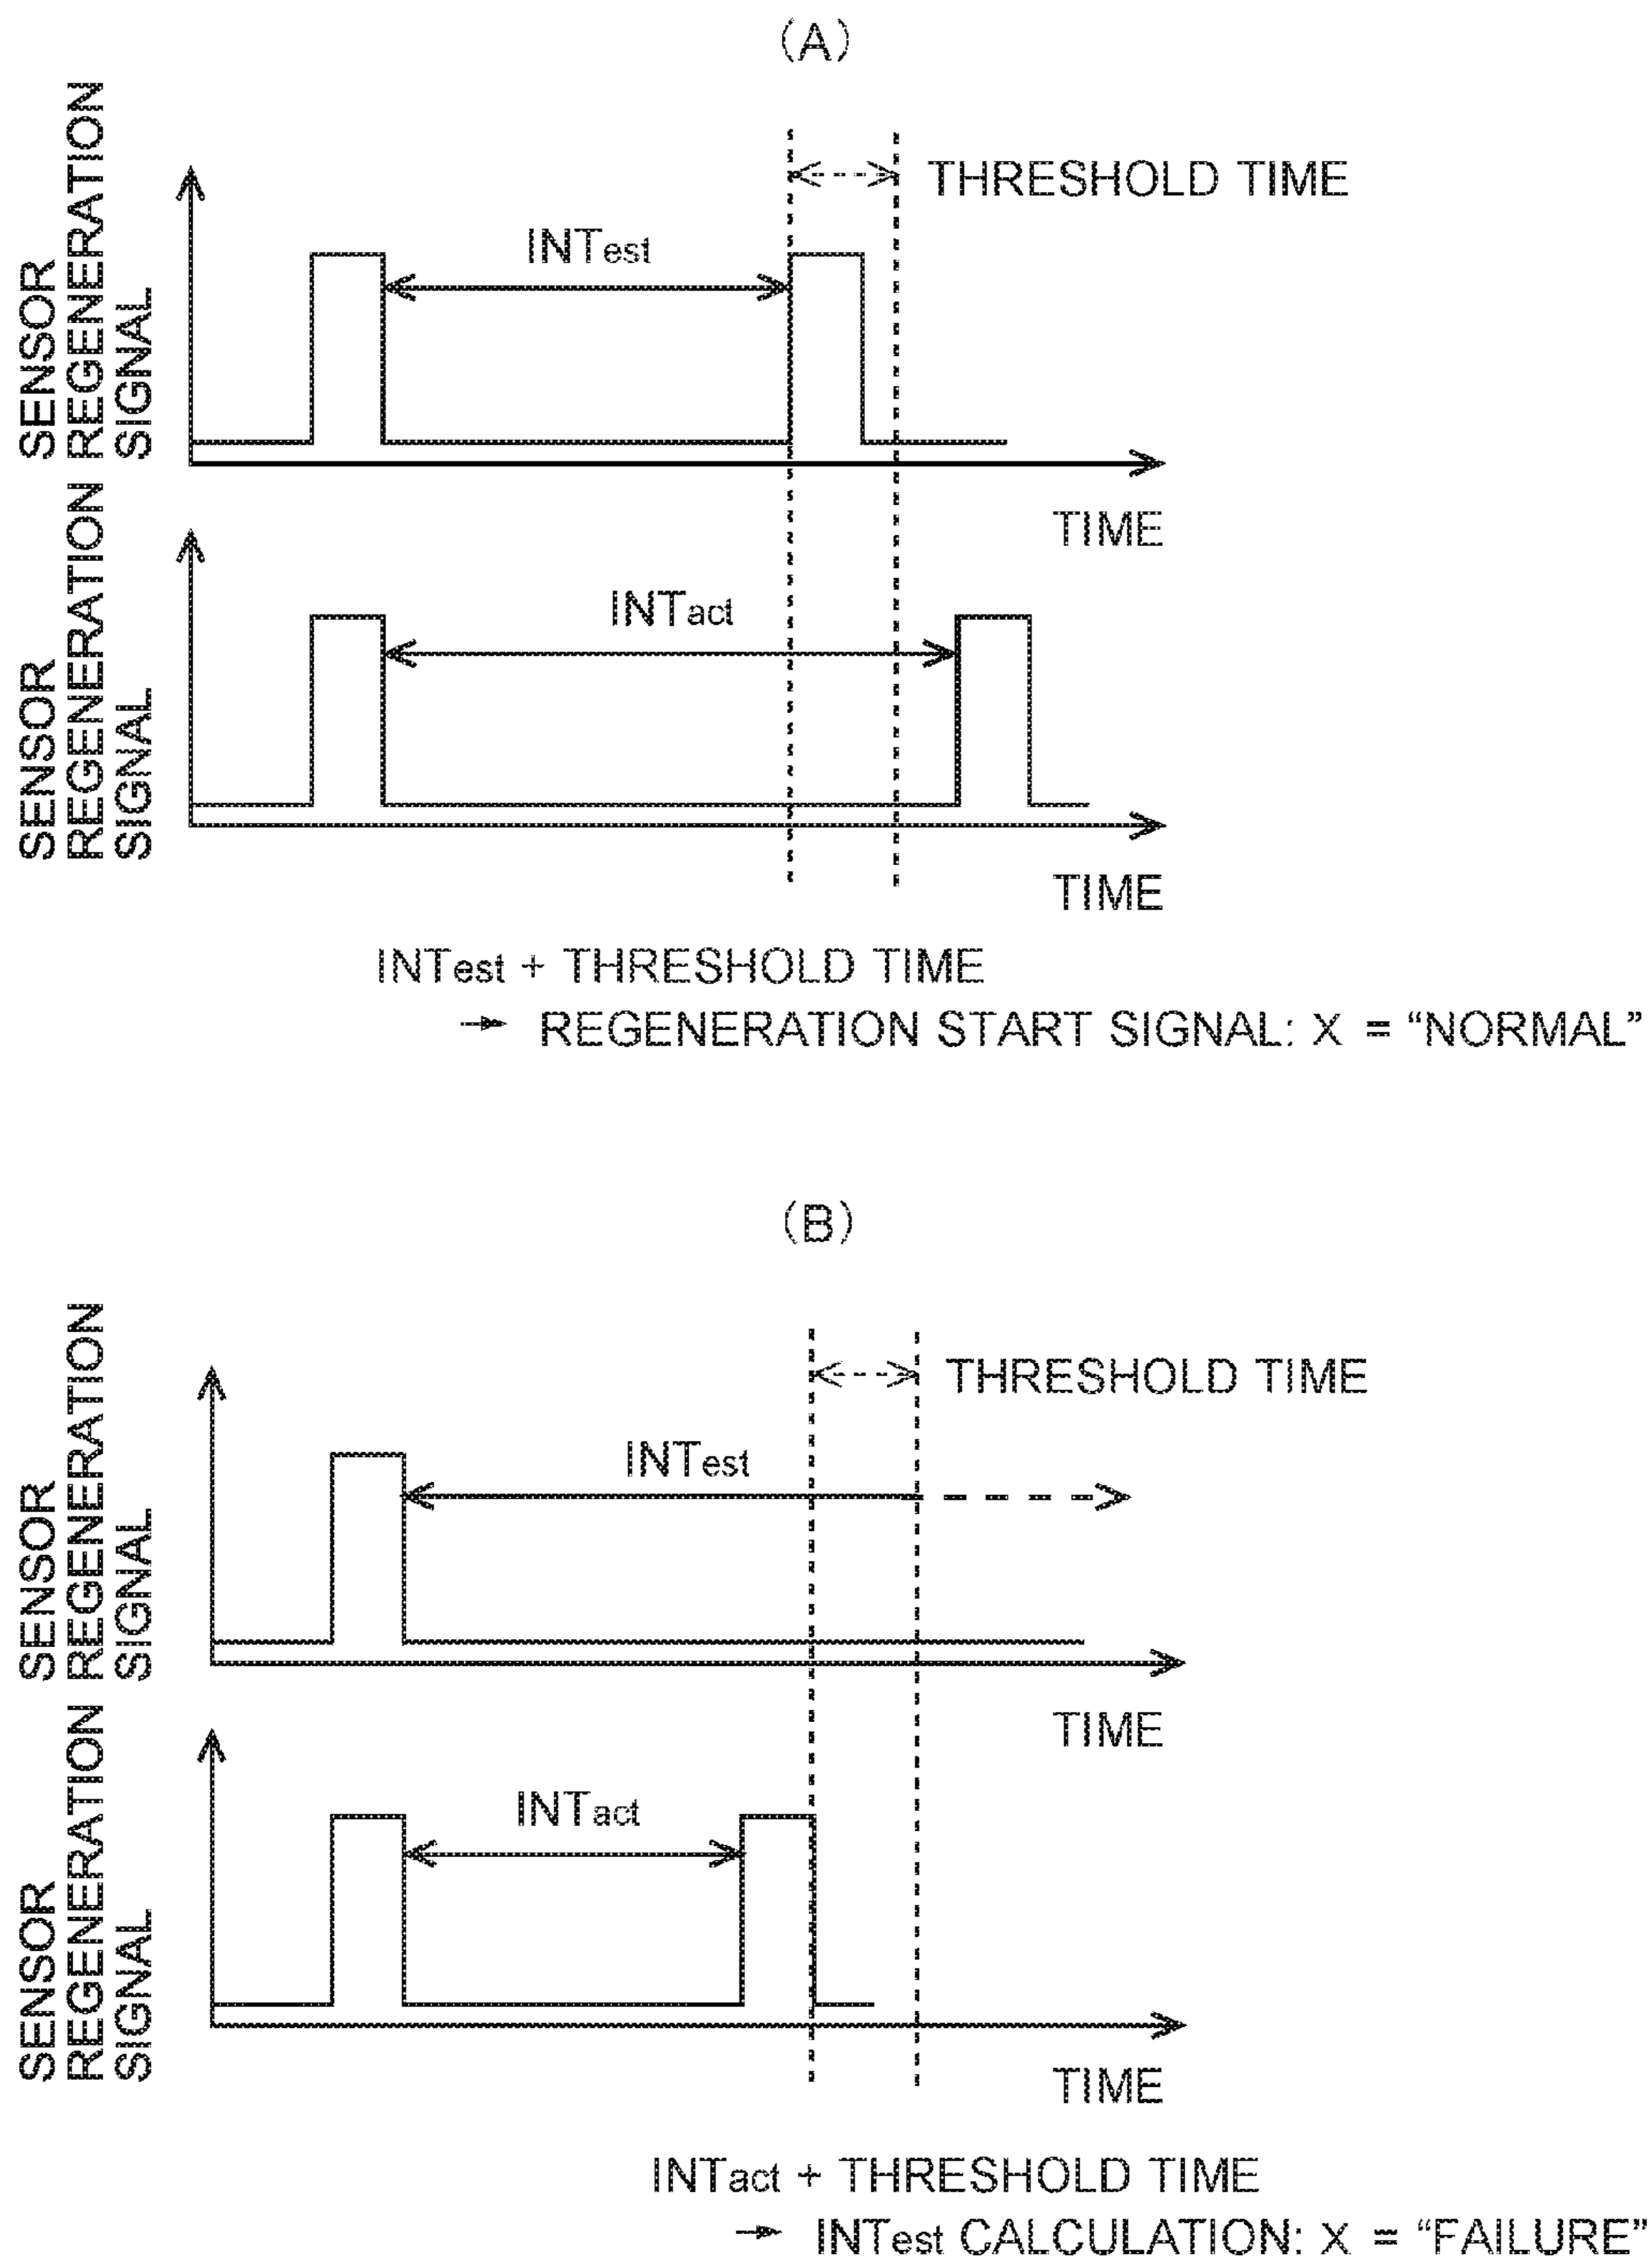 (A)
THRESHOLD TIME
SENSOR
REGENERATION
SIGNAL
INTest
TIME
SENSOR
REGENERATION
SIGNAL
INTact
TIME
INTest + THRESHOLD TIME
→ REGENERATION START SIGNAL: X = “NORMAL”
(B)
THRESHOLD TIME
SENSOR
REGENERATION
SIGNAL
INTest
TIME
SENSOR
REGENERATION
SIGNAL
INTact
TIME
INTact + THRESHOLD TIME
→ INTest CALCULATION: X = “FAILURE”